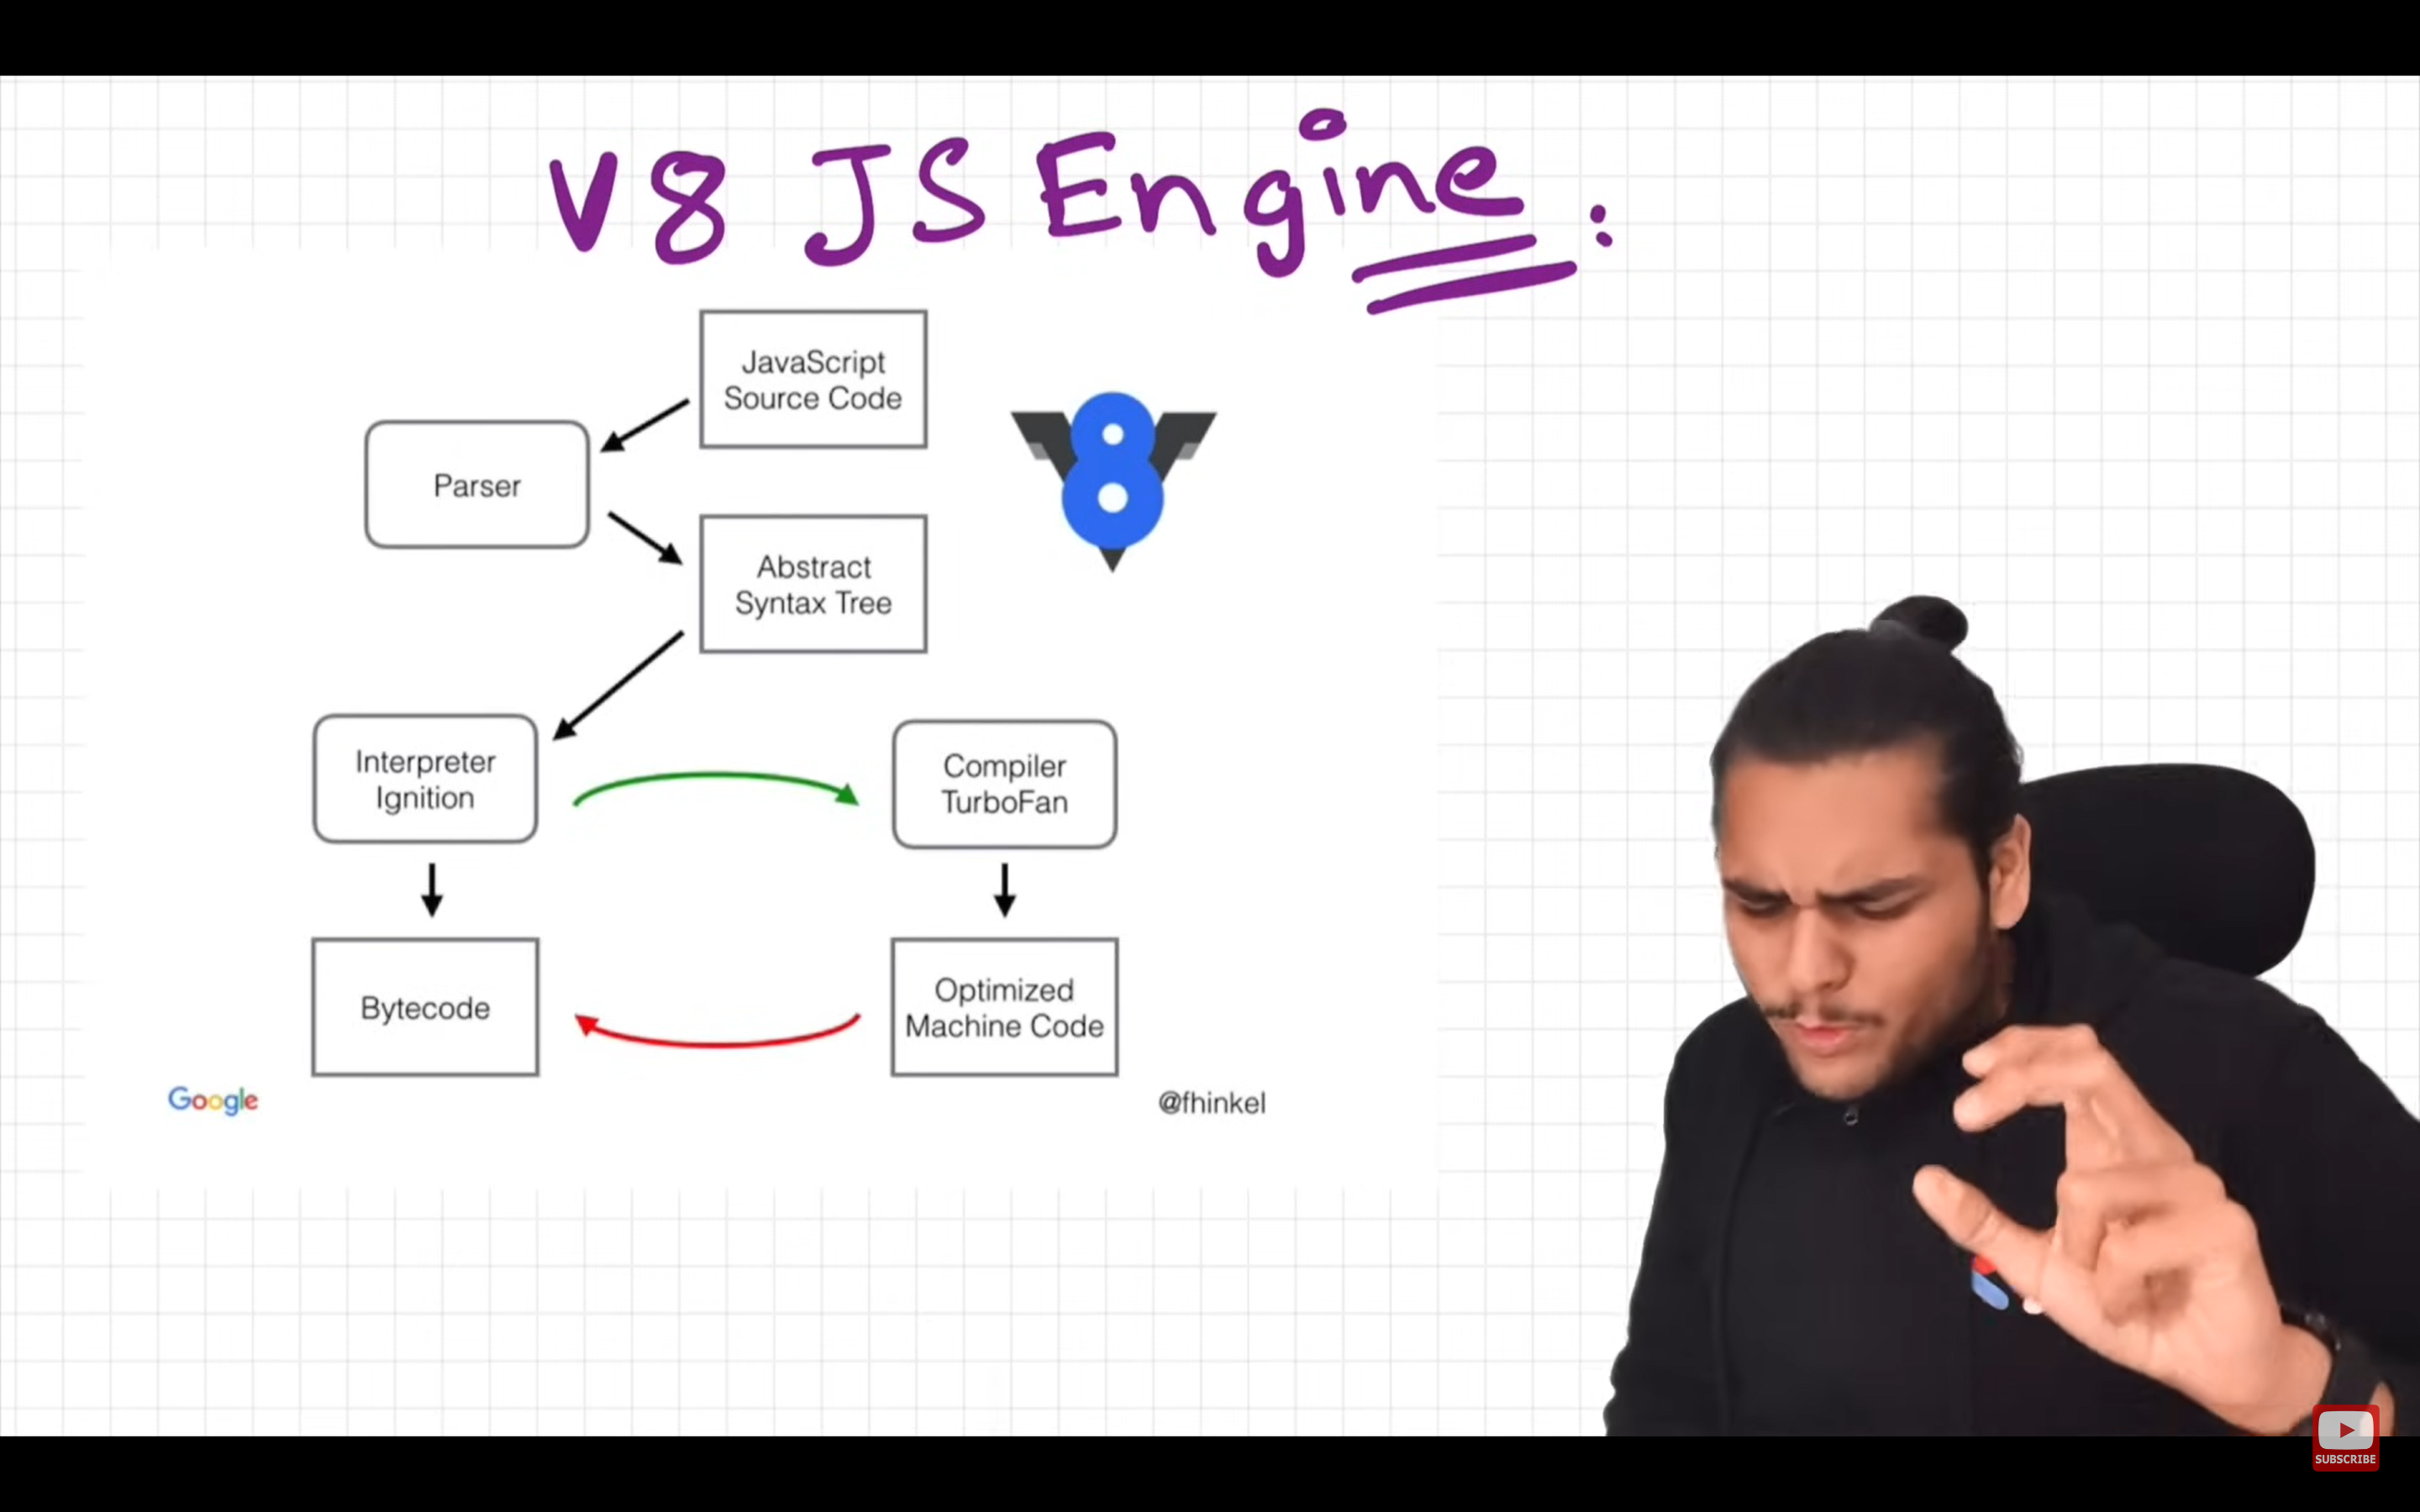 V8 JS Engine :
JavaScript
Source Code
Parser
Abstract
Syntax Tree
Interpreter
Ignition
Compiler
TurboFan
Bytecode
Optimized
Machine Code
Google
@fhinkel
SUBSCRIBE